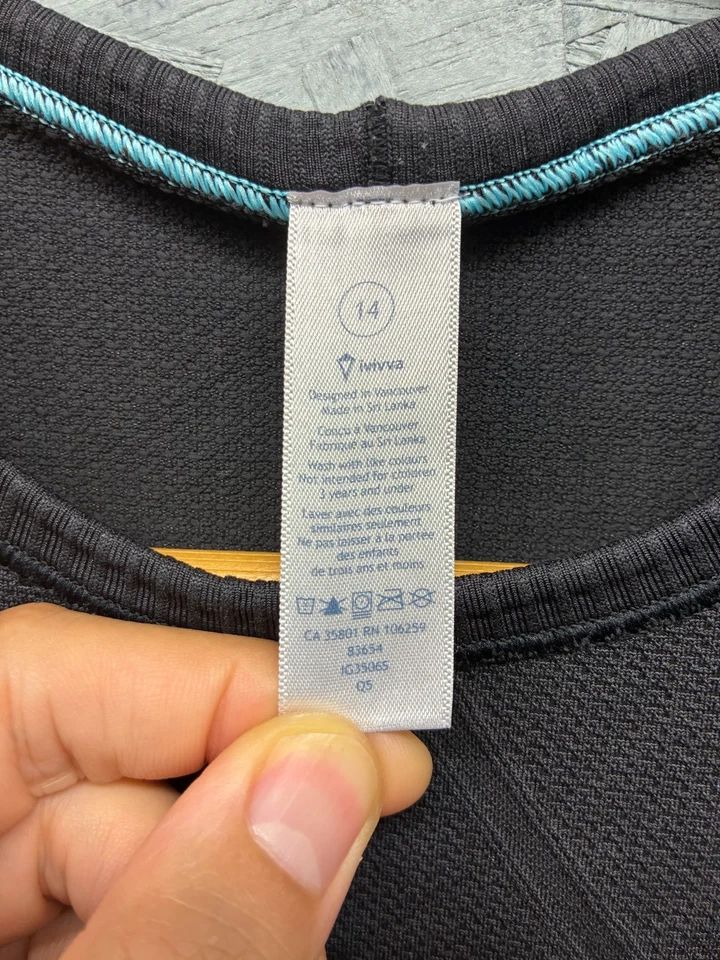 14
ivivva
Designed in Vancouver
Made in Sri Lanka
Conçu à Vancouver
Fabriqué au Sri Lanka
Wash with like colours
Not intended for children
3 years and under
Laver avec des couleurs
similaires seulement
Ne pas laisser à la portée
des enfants
de trois ans et moins
CA 35801 RN 106259
83654
IG35065
Q5